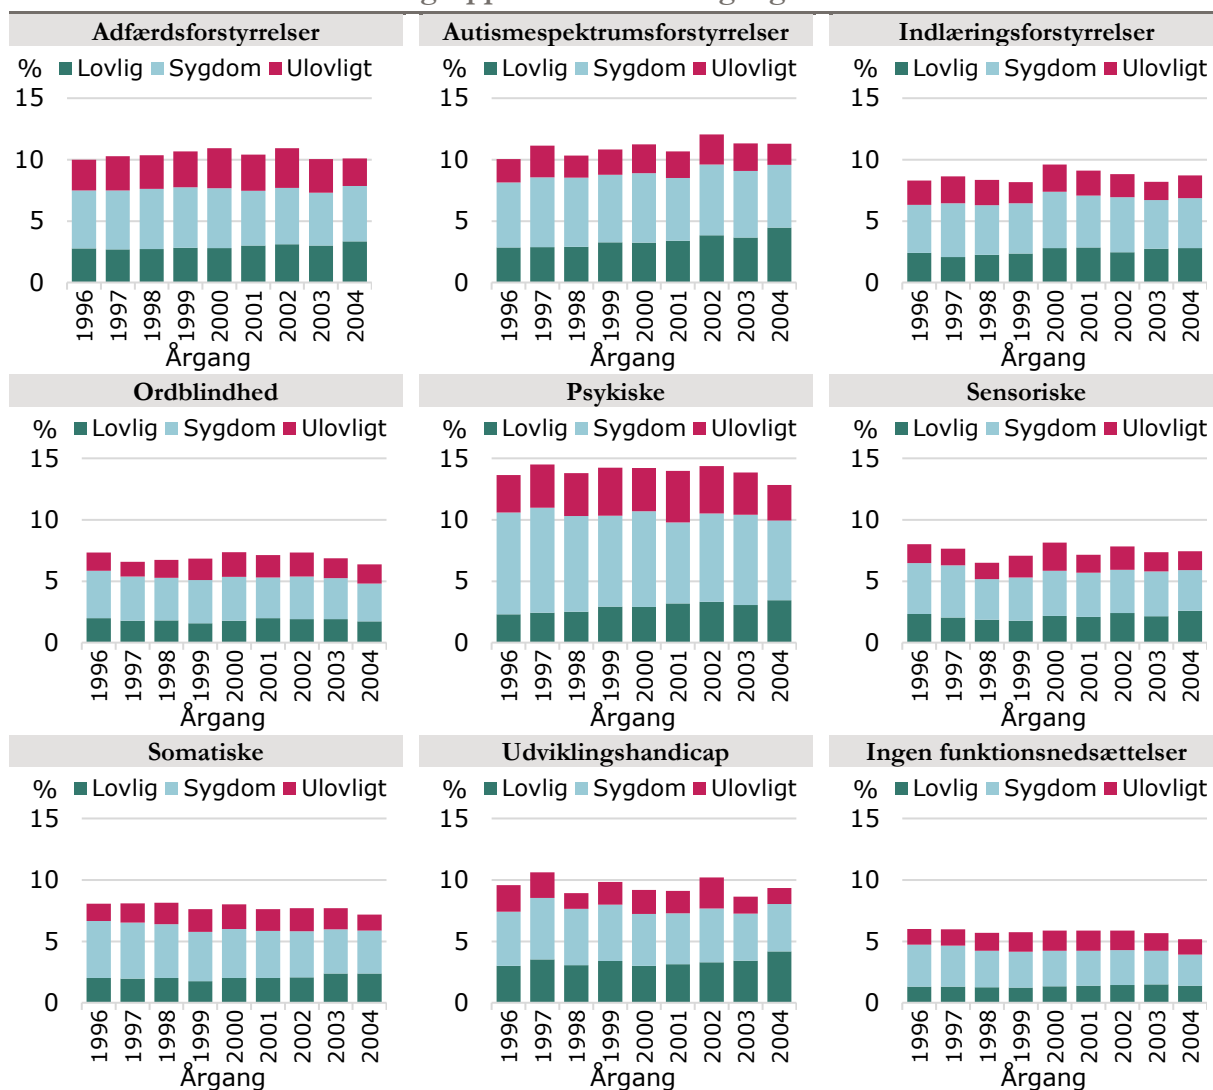 Adfærdsforstyrrelser
% Lovlig Sygdom Ulovligt
15
10
5
0
1996 1997 1998 1999 2000 2001 2002 2003 2004
Årgang
Autismespektrumsforstyrrelser
% Lovlig Sygdom Ulovligt
15
10
5
0
1996 1997 1998 1999 2000 2001 2002 2003 2004
Årgang
Indlæringsforstyrrelser
% Lovlig Sygdom Ulovligt
15
10
5
0
1996 1997 1998 1999 2000 2001 2002 2003 2004
Årgang
Ordblindhed
% Lovlig Sygdom Ulovligt
15
10
5
0
1996 1997 1998 1999 2000 2001 2002 2003 2004
Årgang
Psykiske
% Lovlig Sygdom Ulovligt
15
10
5
0
1996 1997 1998 1999 2000 2001 2002 2003 2004
Årgang
Sensoriske
% Lovlig Sygdom Ulovligt
15
10
5
0
1996 1997 1998 1999 2000 2001 2002 2003 2004
Årgang
Somatiske
% Lovlig Sygdom Ulovligt
15
10
5
0
1996 1997 1998 1999 2000 2001 2002 2003 2004
Årgang
Udviklingshandicap
% Lovlig Sygdom Ulovligt
15
10
5
0
1996 1997 1998 1999 2000 2001 2002 2003 2004
Årgang
Ingen funktionsnedsættelser
% Lovlig Sygdom Ulovligt
15
10
5
0
1996 1997 1998 1999 2000 2001 2002 2003 2004
Årgang